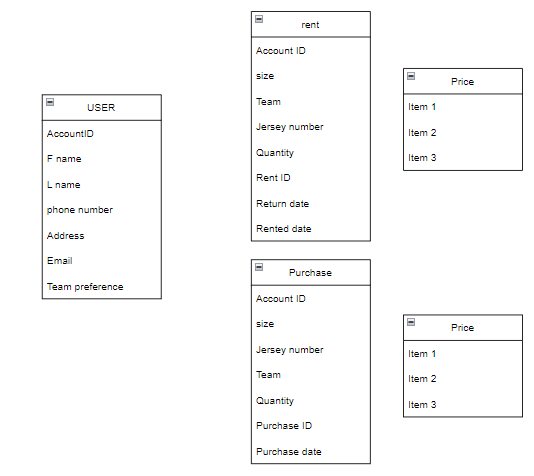 USER
AccountID
F name
L name
phone number
Address
Email
Team preference
rent
Account ID
size
Team
Jersey number
Quantity
Rent ID
Return date
Rented date
Price
Item 1
Item 2
Item 3
Purchase
Account ID
size
Jersey number
Team
Quantity
Purchase ID
Purchase date
Price
Item 1
Item 2
Item 3